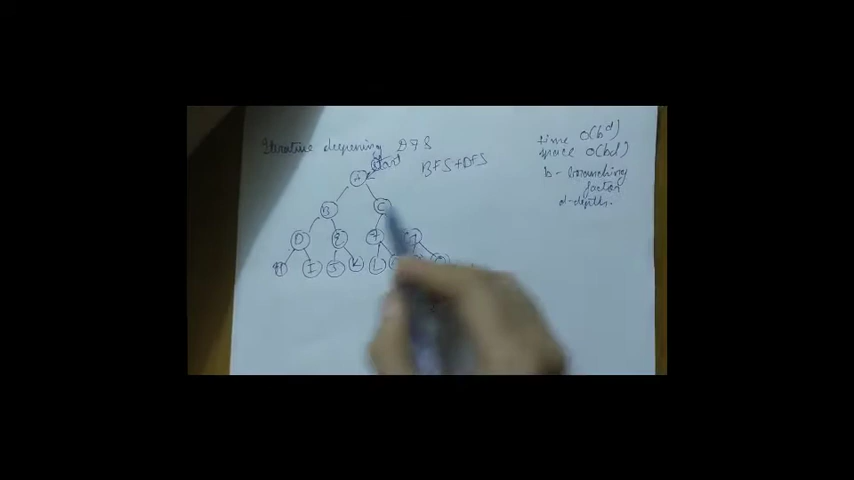 Iterative deepening DFS
Start
BFS+DFS
A
B C
D E F
H I J K L
time O(b^d)
space O(bd)
b - branching
factor
d - depth.